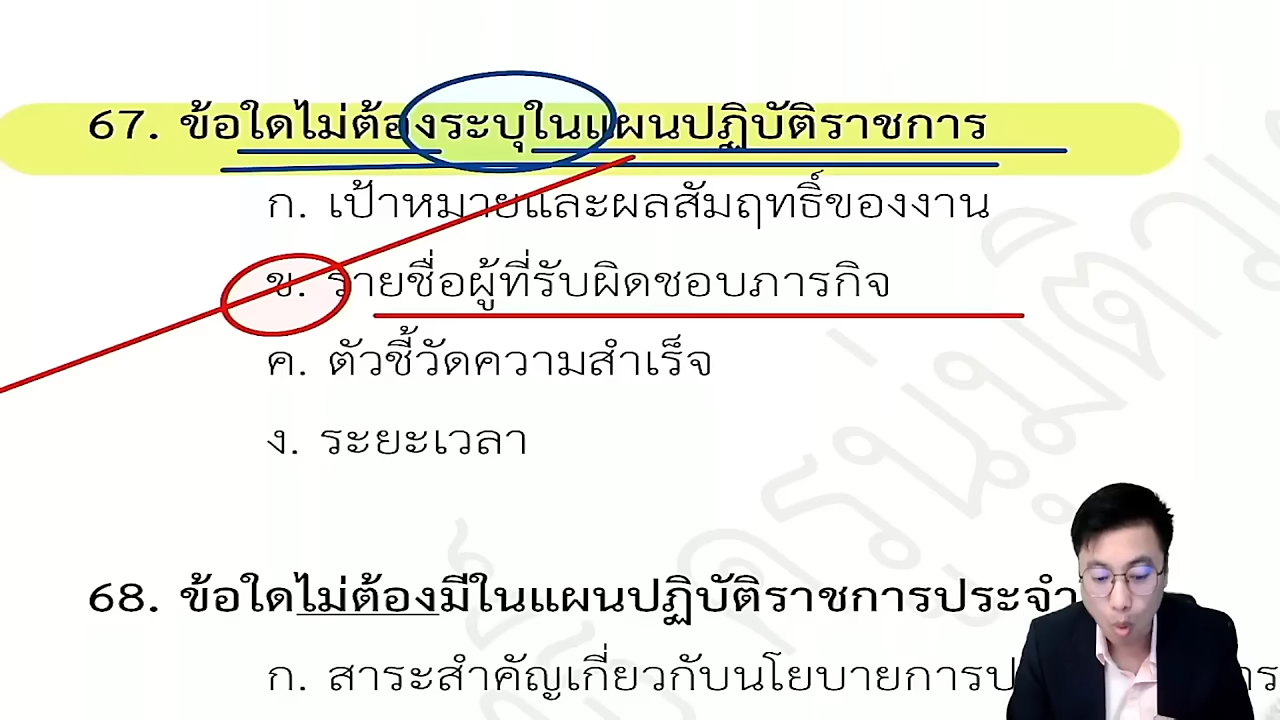 67. ข้อใดไม่ต้องระบุในแผนปฏิบัติราชการ
ก. เป้าหมายและผลสัมฤทธิ์ของงาน
ข. รายชื่อผู้ที่รับผิดชอบภารกิจ
ค. ตัวชี้วัดความสำเร็จ
ง. ระยะเวลา
68. ข้อใดไม่ต้องมีในแผนปฏิบัติราชการประจำ
ก. สาระสำคัญเกี่ยวกับนโยบายการ